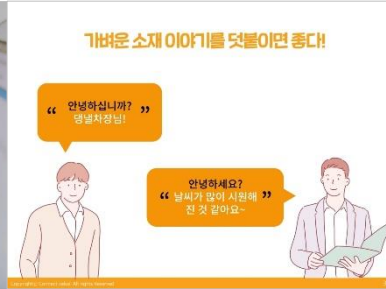 가벼운 소재 이야기를 덧붙이면 좋다!
“ 안녕하십니까? ”
댕낼차장님!
안녕하세요?
“ 날씨가 많이 시원해 ”
진 것 같아요~